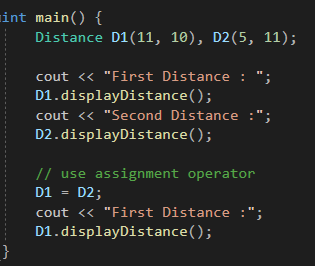 int main() {
Distance D1(11, 10), D2(5, 11);
cout << "First Distance : ";
D1.displayDistance();
cout << "Second Distance :";
D2.displayDistance();
// use assignment operator
D1 = D2;
cout << "First Distance :";
D1.displayDistance();
}